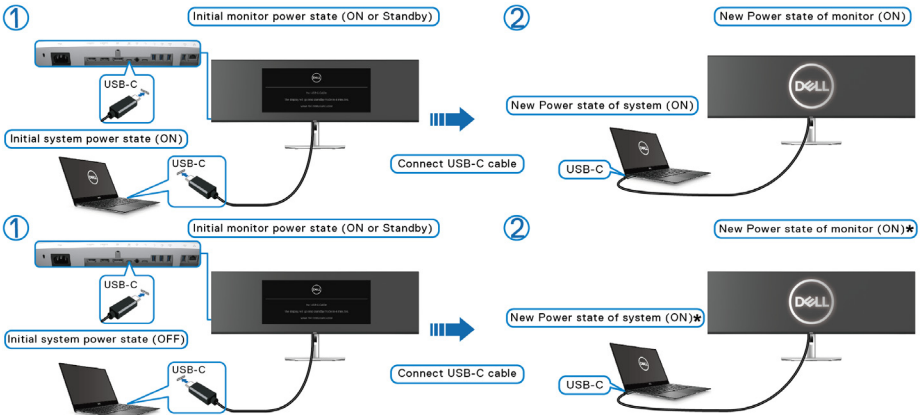 1
Initial monitor power state (ON or Standby)
2
New Power state of monitor (ON)
USB-C
DELL
DELL
New Power state of system (ON)
Initial system power state (ON)
USB-C
Connect USB-C cable
USB-C
1
Initial monitor power state (ON or Standby)
2
New Power state of monitor (ON)*
USB-C
DELL
DELL
New Power state of system (ON)*
Initial system power state (OFF)
USB-C
Connect USB-C cable
USB-C